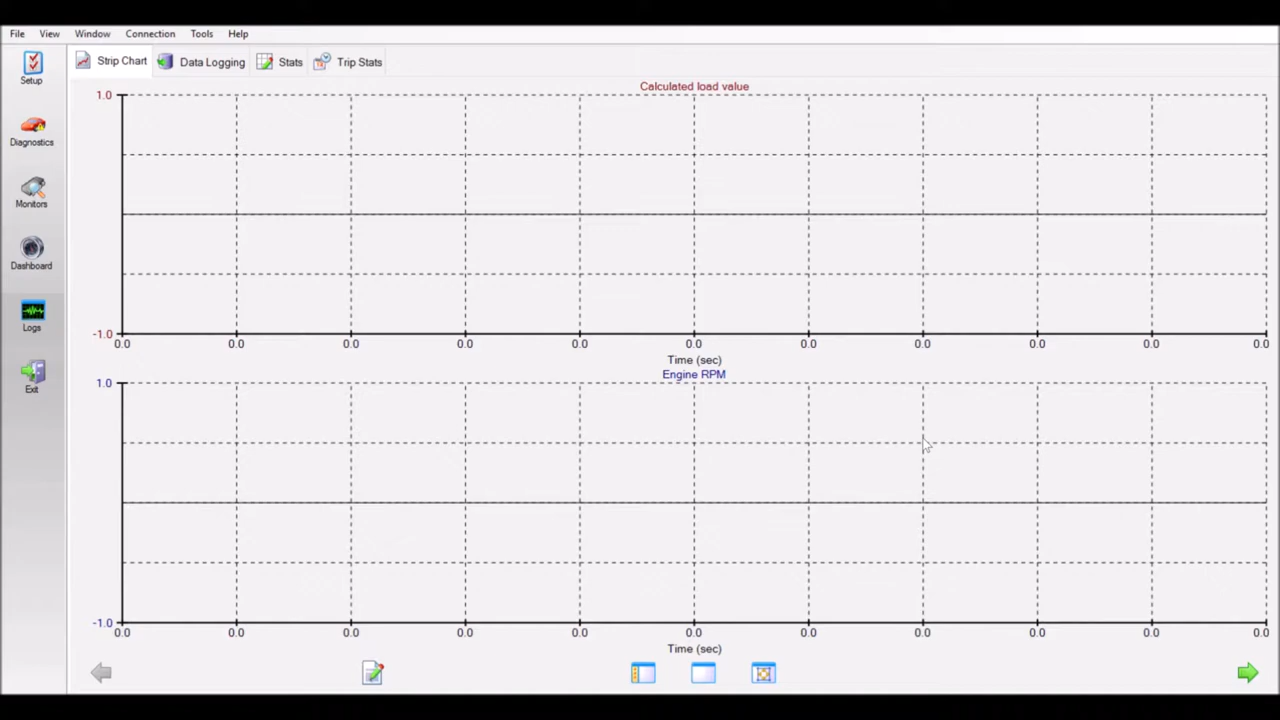 File View Window Connection Tools Help
Setup
Diagnostics
Monitors
Dashboard
Logs
Exit
Strip Chart Data Logging Stats Trip Stats
Calculated load value
1.0
-1.0
0.0 0.0 0.0 0.0 0.0 0.0 0.0 0.0 0.0 0.0 0.0
Time (sec)
Engine RPM
1.0
-1.0
0.0 0.0 0.0 0.0 0.0 0.0 0.0 0.0 0.0 0.0 0.0
Time (sec)